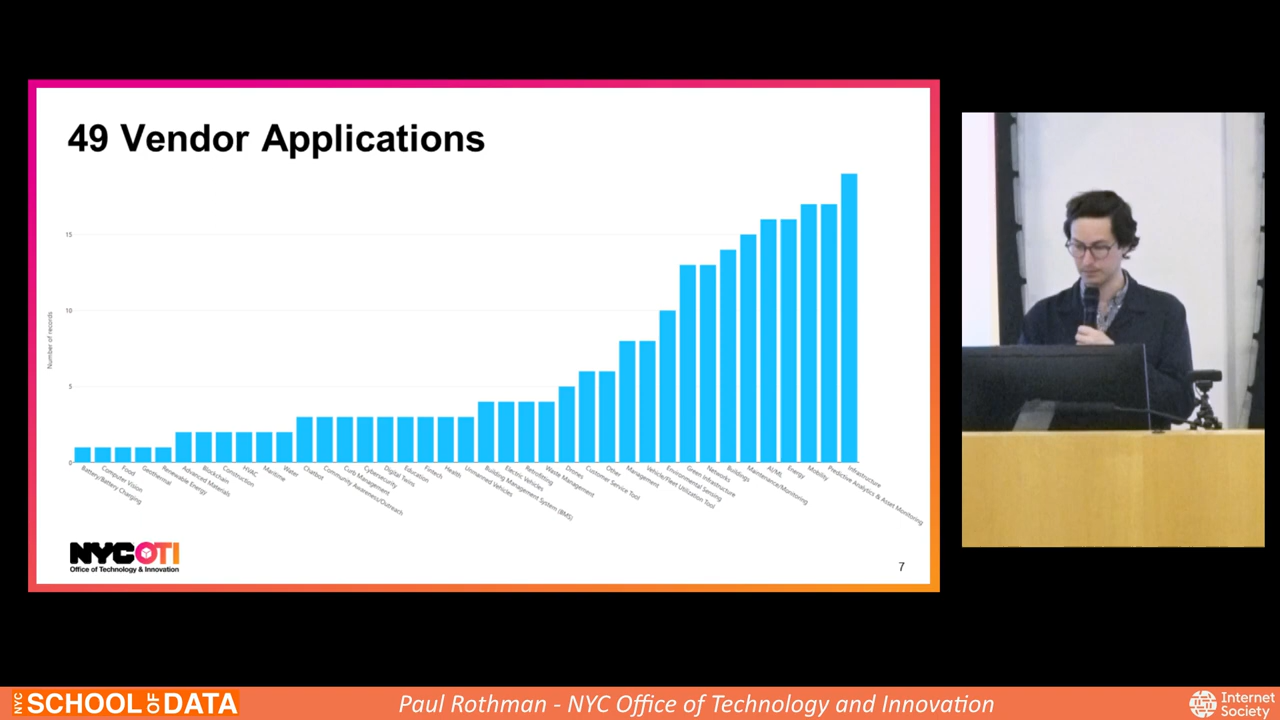 49 Vendor Applications
15
10
5
0
Number of records
Battery/Battery Charging
Computer Vision
Food
Geothermal
Renewable Energy
Advanced Materials
Blockchain
Construction
HVAC
Maritime
Water
Chatbot
Community Awareness/Outreach
Curb Management
Cybersecurity
Digital Twins
Education
Fintech
Health
Unmanned Vehicles
Building Management System (BMS)
Electric Vehicles
Retrofitting
Waste Management
Drones
Customer Service Tool
Other
Management
Vehicle/Fleet Utilization Tool
Environmental Sensing
Green Infrastructure
Networks
Buildings
Maintenance/Monitoring
AI/ML
Energy
Mobility
Predictive Analytics & Asset Monitoring
Infrastructure
NYCOTI
Office of Technology & Innovation
7
NYC SCHOOL OF DATA
Paul Rothman - NYC Office of Technology and Innovation
Internet
Society